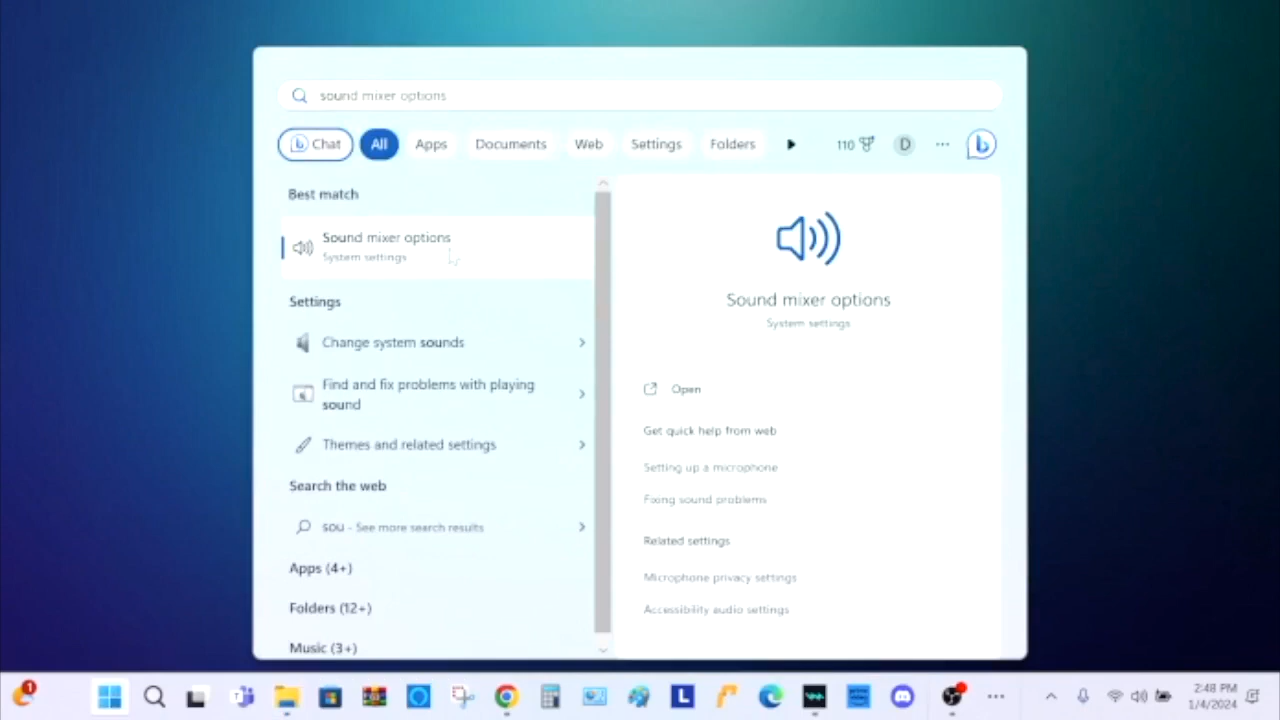 sound mixer options
Chat
All
Apps
Documents
Web
Settings
Folders
110
D
Best match
Sound mixer options
System settings
Settings
Change system sounds
Find and fix problems with playing
sound
Themes and related settings
Search the web
sou - See more search results
Apps (4+)
Folders (12+)
Music (3+)
Sound mixer options
System settings
Open
Get quick help from web
Setting up a microphone
Fixing sound problems
Related settings
Microphone privacy settings
Accessibility audio settings
1
L
2:48 PM
1/4/2024